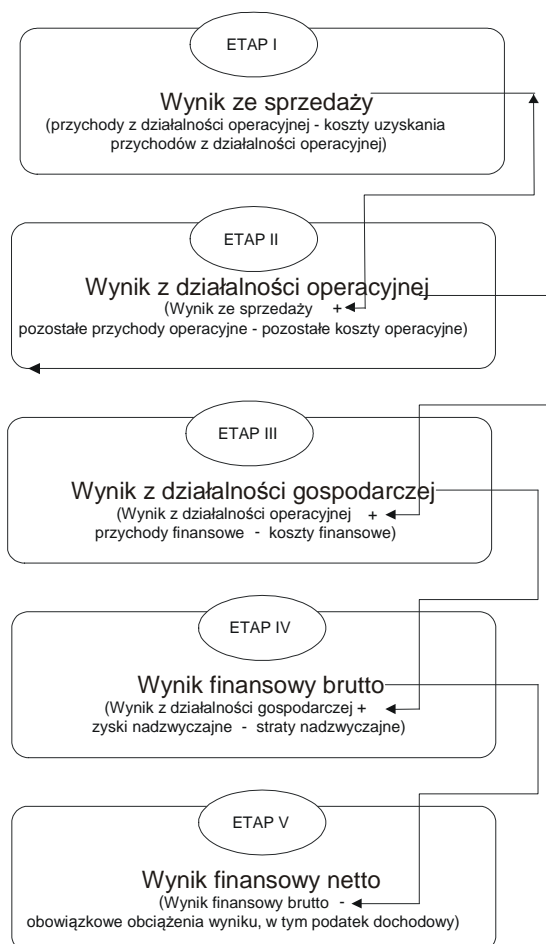 ETAP I
Wynik ze sprzedaży
(przychody z działalności operacyjnej - koszty uzyskania
przychodów z działalności operacyjnej)
ETAP II
Wynik z działalności operacyjnej
(Wynik ze sprzedaży +
pozostałe przychody operacyjne - pozostałe koszty operacyjne)
ETAP III
Wynik z działalności gospodarczej
(Wynik z działalności operacyjnej +
przychody finansowe - koszty finansowe)
ETAP IV
Wynik finansowy brutto
(Wynik z działalności gospodarczej +
zyski nadzwyczajne - straty nadzwyczajne)
ETAP V
Wynik finansowy netto
(Wynik finansowy brutto -
obowiązkowe obciążenia wyniku, w tym podatek dochodowy)